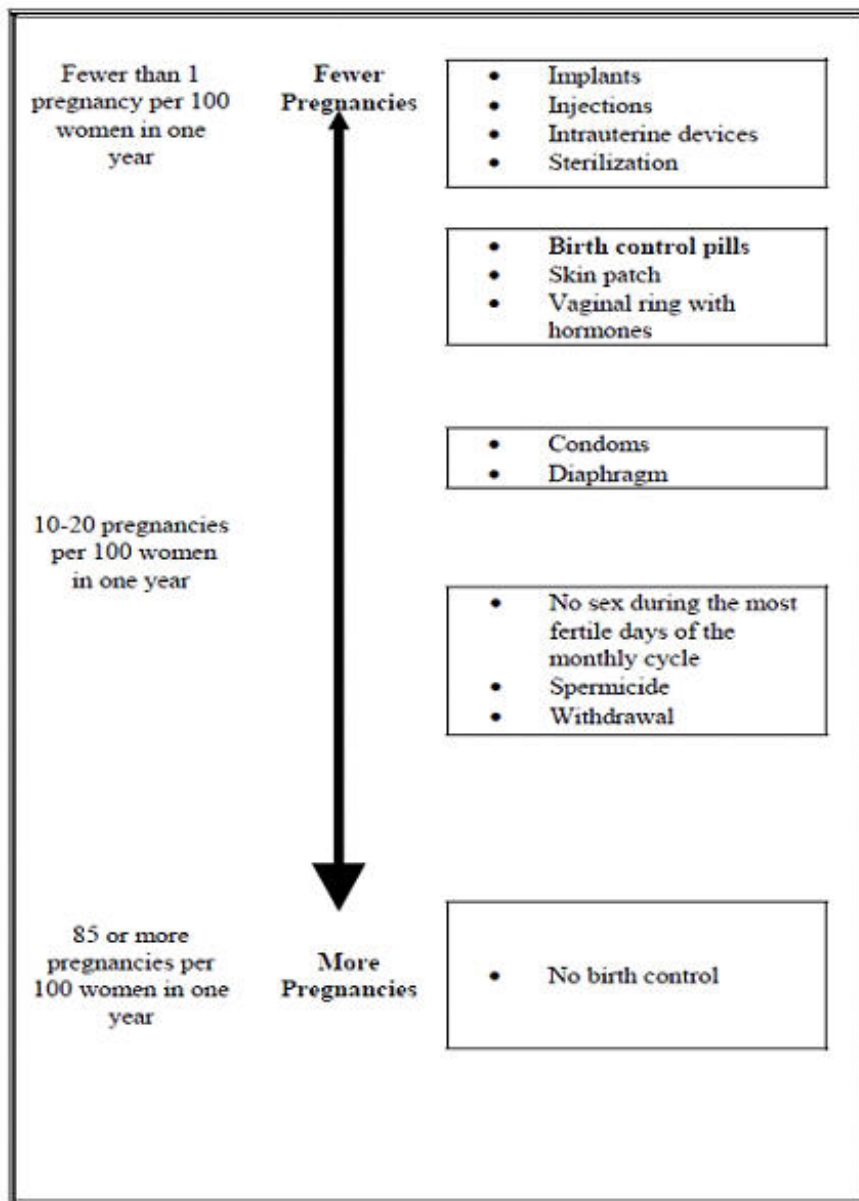 Fewer than 1
pregnancy per 100
women in one
year
Fewer
Pregnancies
• Implants
• Injections
• Intrauterine devices
• Sterilization
• Birth control pills
• Skin patch
• Vaginal ring with
hormones
• Condoms
• Diaphragm
10-20 pregnancies
per 100 women
in one year
• No sex during the most
fertile days of the
monthly cycle
• Spermicide
• Withdrawal
85 or more
pregnancies per
100 women in one
year
More
Pregnancies
• No birth control